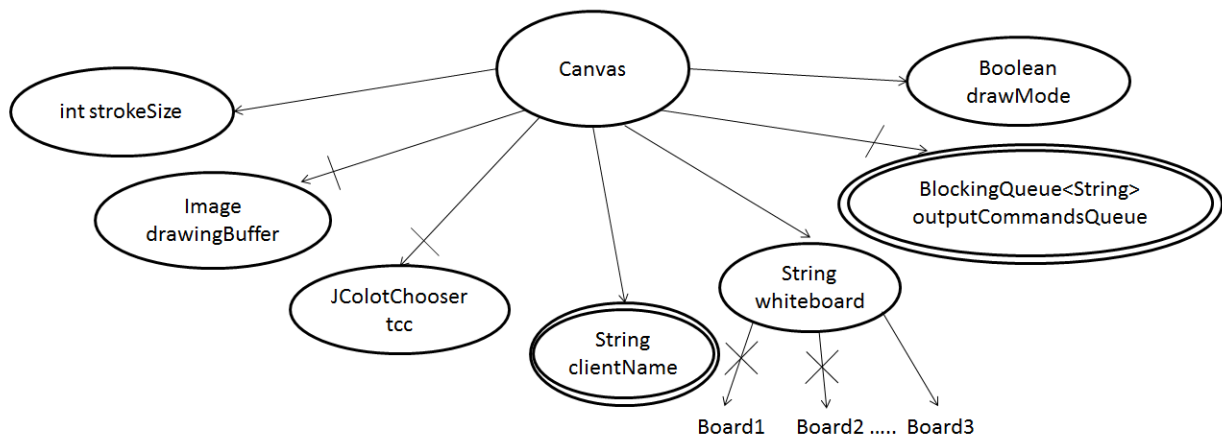 Canvas
Boolean
drawMode
int strokeSize
BlockingQueue<String>
outputCommandsQueue
Image
drawingBuffer
String
whiteboard
JColotChooser
tcc
String
clientName
Board1
Board2 ..... Board3